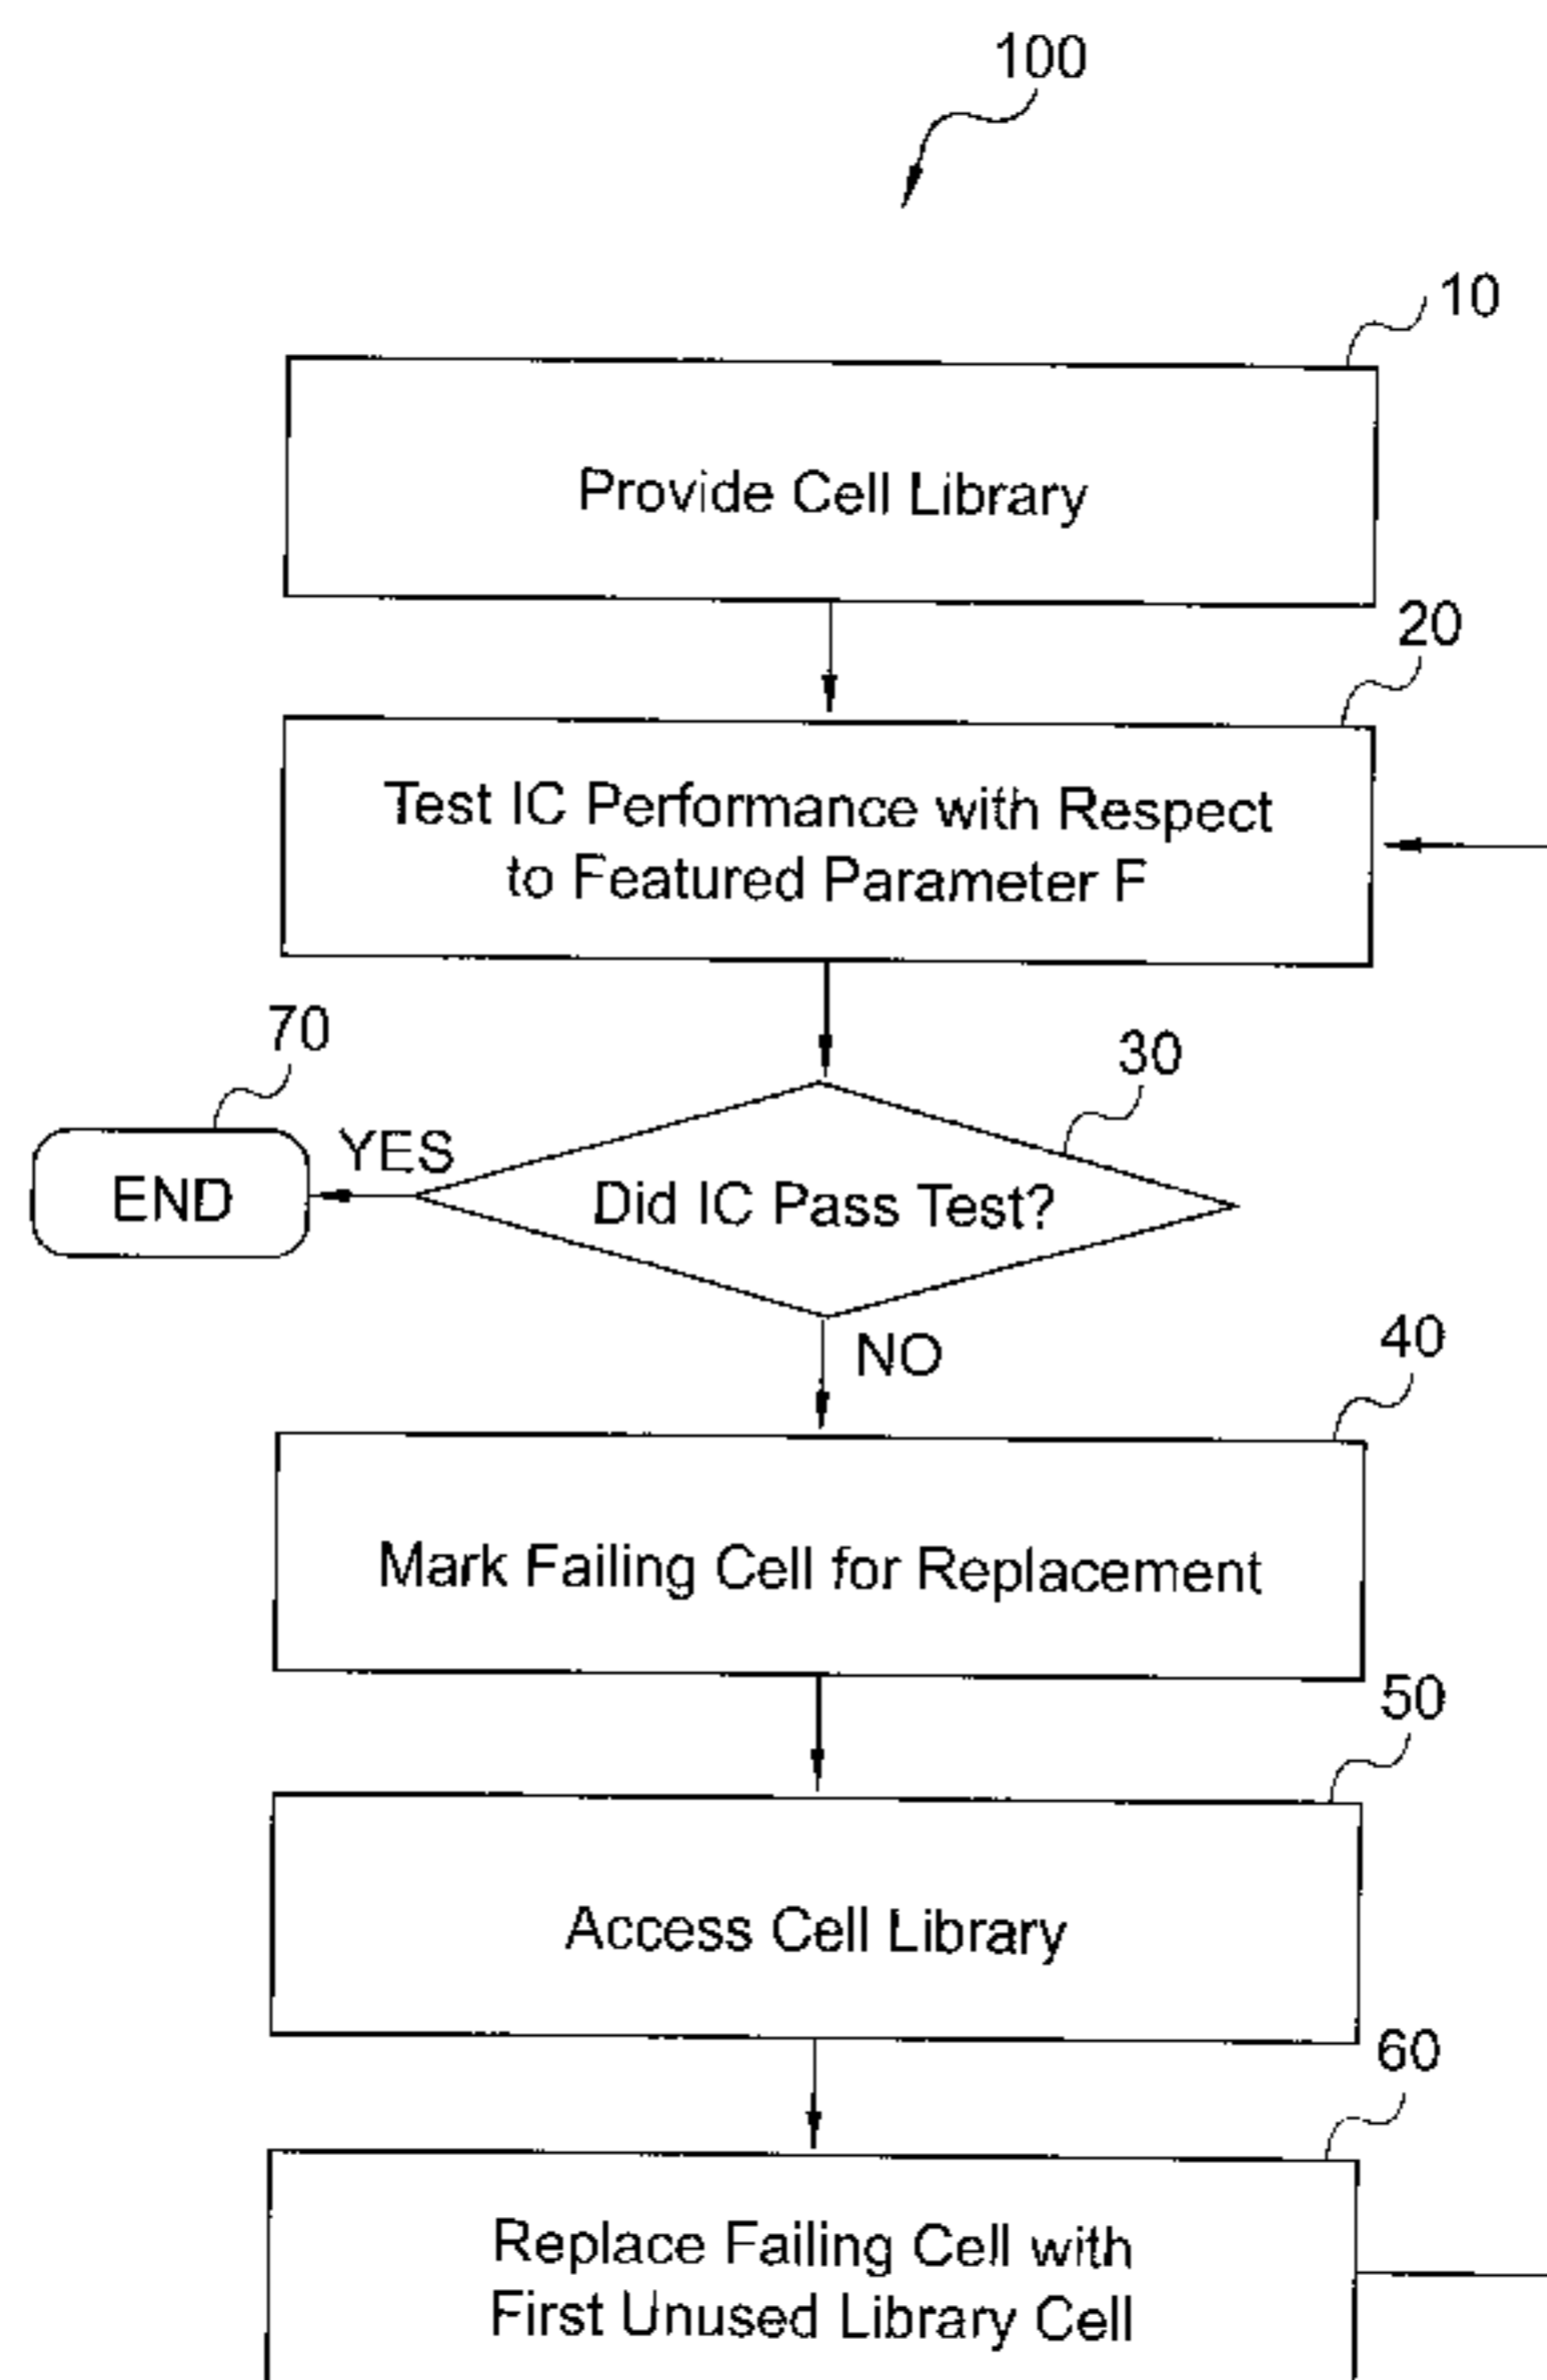 100
10
Provide Cell Library
20
Test IC Performance with Respect
to Featured Parameter F
70
30
YES
END
Did IC Pass Test?
NO
40
Mark Failing Cell for Replacement
50
Access Cell Library
60
Replace Failing Cell with
First Unused Library Cell